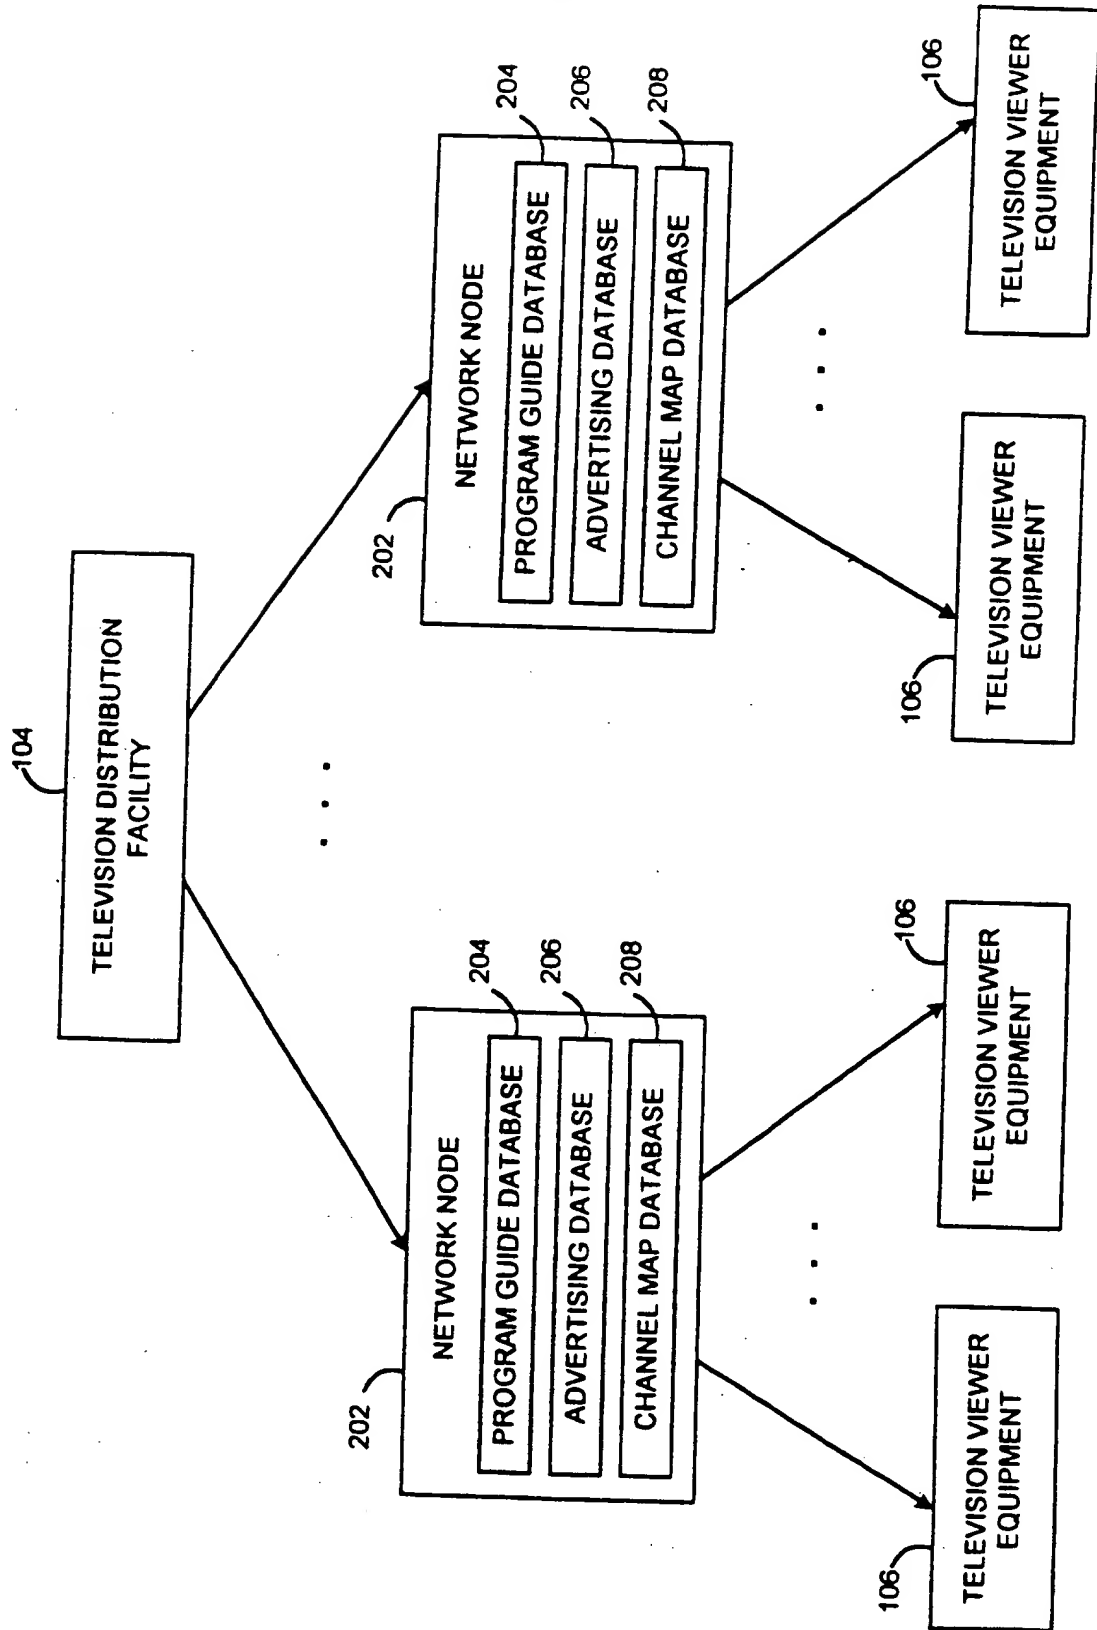 104
TELEVISION DISTRIBUTION
FACILITY
202
NETWORK NODE
PROGRAM GUIDE DATABASE
204
ADVERTISING DATABASE
206
CHANNEL MAP DATABASE
208
202
NETWORK NODE
PROGRAM GUIDE DATABASE
204
ADVERTISING DATABASE
206
CHANNEL MAP DATABASE
208
106
TELEVISION VIEWER
EQUIPMENT
106
TELEVISION VIEWER
EQUIPMENT
106
TELEVISION VIEWER
EQUIPMENT
106
TELEVISION VIEWER
EQUIPMENT